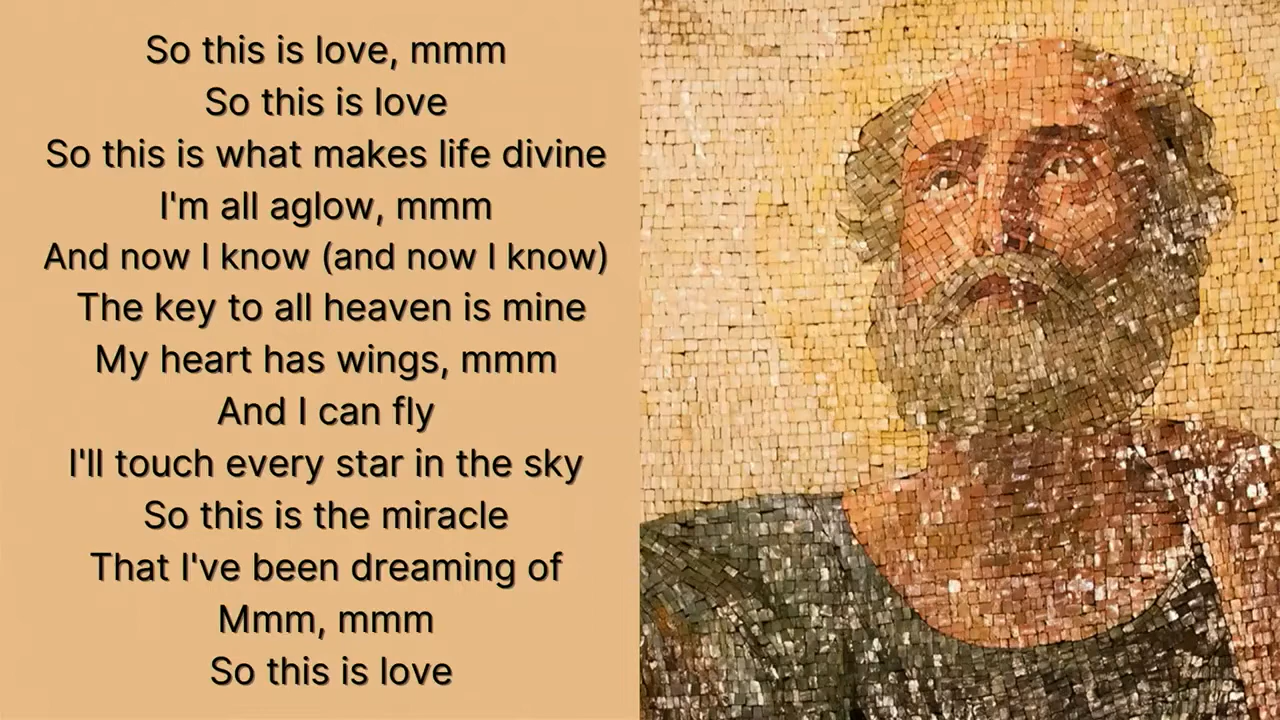 So this is love, mmm
So this is love
So this is what makes life divine
I'm all aglow, mmm
And now I know (and now I know)
The key to all heaven is mine
My heart has wings, mmm
And I can fly
I'll touch every star in the sky
So this is the miracle
That I've been dreaming of
Mmm, mmm
So this is love